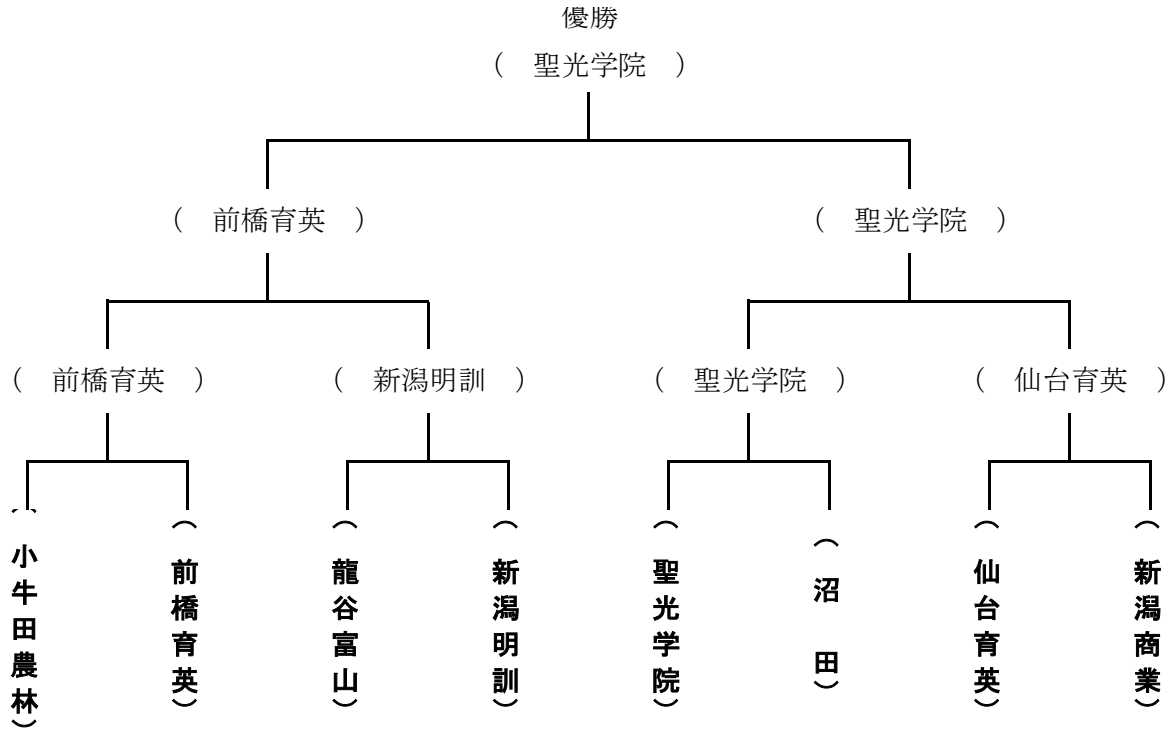 優勝
（　聖光学院　）
（　前橋育英　）
（　聖光学院　）
（　前橋育英　）
（　新潟明訓　）
（　聖光学院　）
（　仙台育英　）
（小牛田農林）
（前橋育英）
（龍谷富山）
（新潟明訓）
（聖光学院）
（沼　田）
（仙台育英）
（新潟商業）